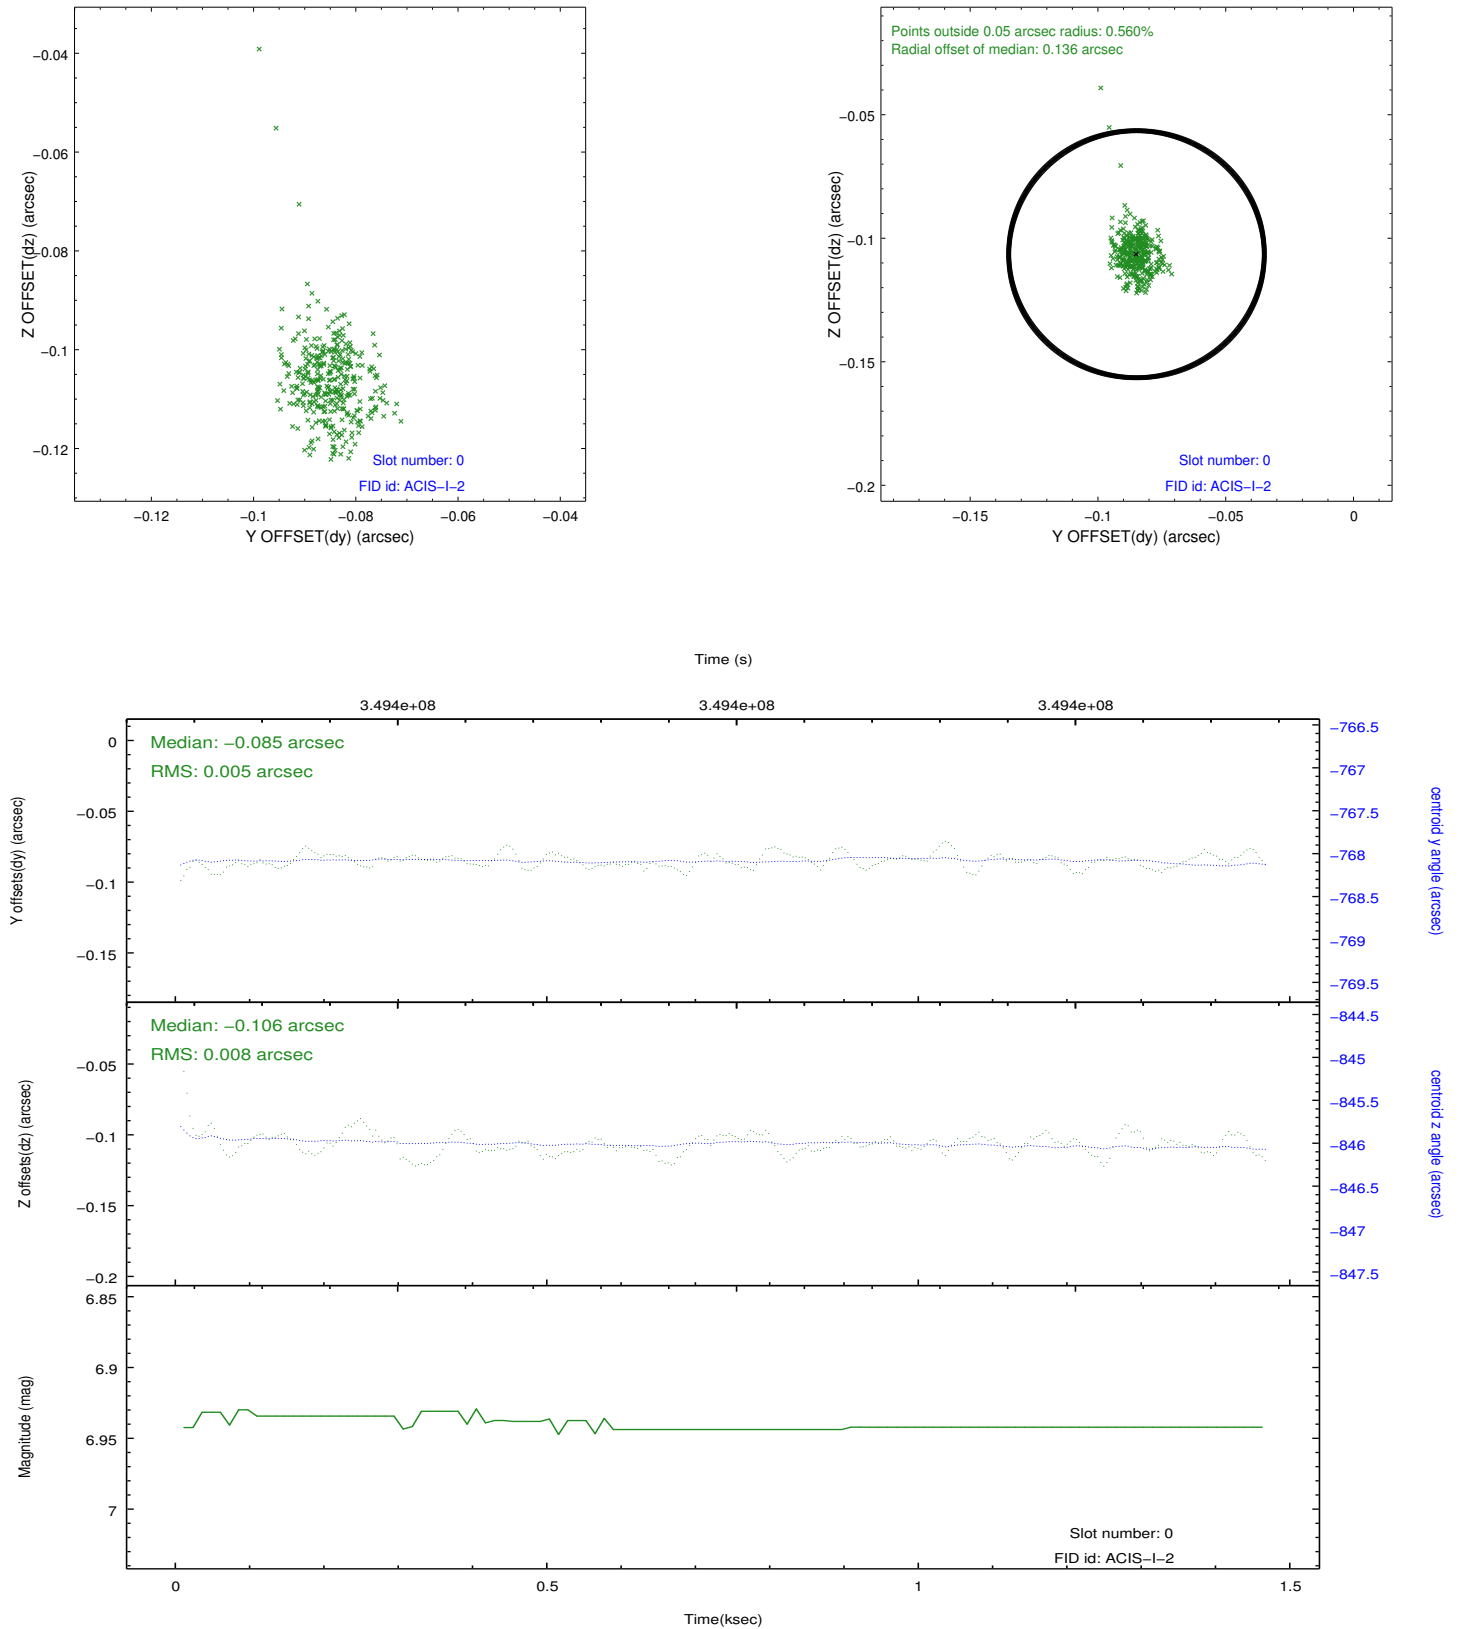 −0.04
−0.06
−0.08
−0.1
−0.12
Z OFFSET(dz) (arcsec)
Slot number: 0
FID id: ACIS−I−2
−0.12 −0.1 −0.08 −0.06 −0.04
Y OFFSET(dy) (arcsec)
Points outside 0.05 arcsec radius: 0.560%
Radial offset of median: 0.136 arcsec
−0.05
−0.1
−0.15
−0.2
Z OFFSET(dz) (arcsec)
Slot number: 0
FID id: ACIS−I−2
−0.15 −0.1 −0.05 0
Y OFFSET(dy) (arcsec)
Time (s)
3.494e+08 3.494e+08 3.494e+08
Median: −0.085 arcsec
RMS: 0.005 arcsec
0
−0.05
−0.1
−0.15
Y offsets(dy) (arcsec)
−766.5
−767
−767.5
−768
−768.5
−769
−769.5
centroid y angle (arcsec)
Median: −0.106 arcsec
RMS: 0.008 arcsec
−0.05
−0.1
−0.15
−0.2
Z offsets(dz) (arcsec)
−844.5
−845
−845.5
−846
−846.5
−847
−847.5
centroid z angle (arcsec)
6.85
6.9
6.95
7
Magnitude (mag)
Slot number: 0
FID id: ACIS−I−2
0 0.5 1 1.5
Time(ksec)